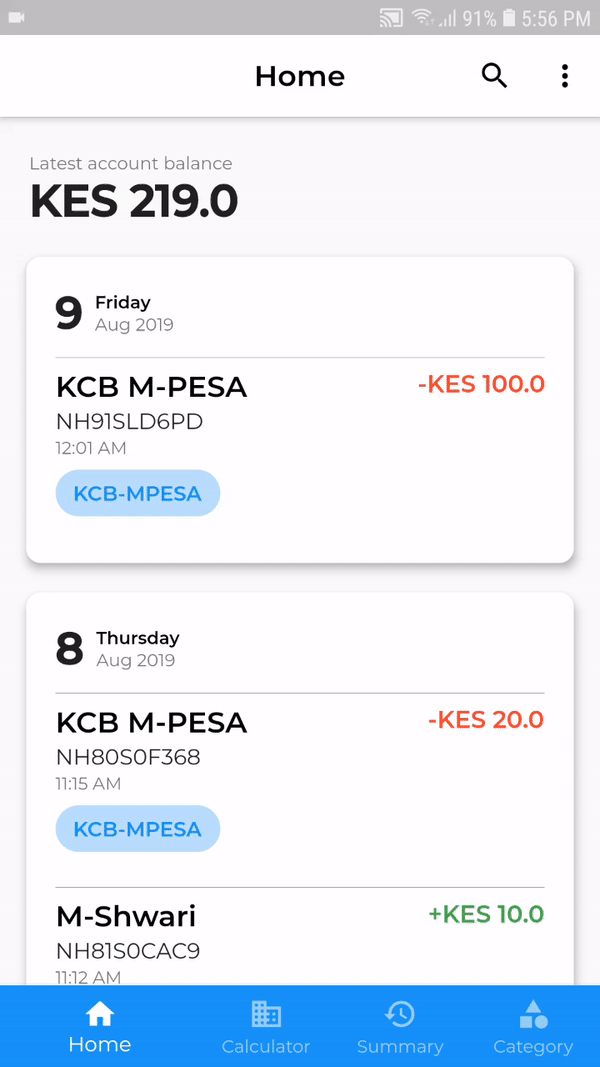 91% 5:56 PM
Home
Latest account balance
KES 219.0
9 Friday
Aug 2019
KCB M-PESA -KES 100.0
NH91SLD6PD
12:01 AM
KCB-MPESA
8 Thursday
Aug 2019
KCB M-PESA -KES 20.0
NH80S0F368
11:15 AM
KCB-MPESA
M-Shwari +KES 10.0
NH81S0CAC9
11:12 AM
Home Calculator Summary Category